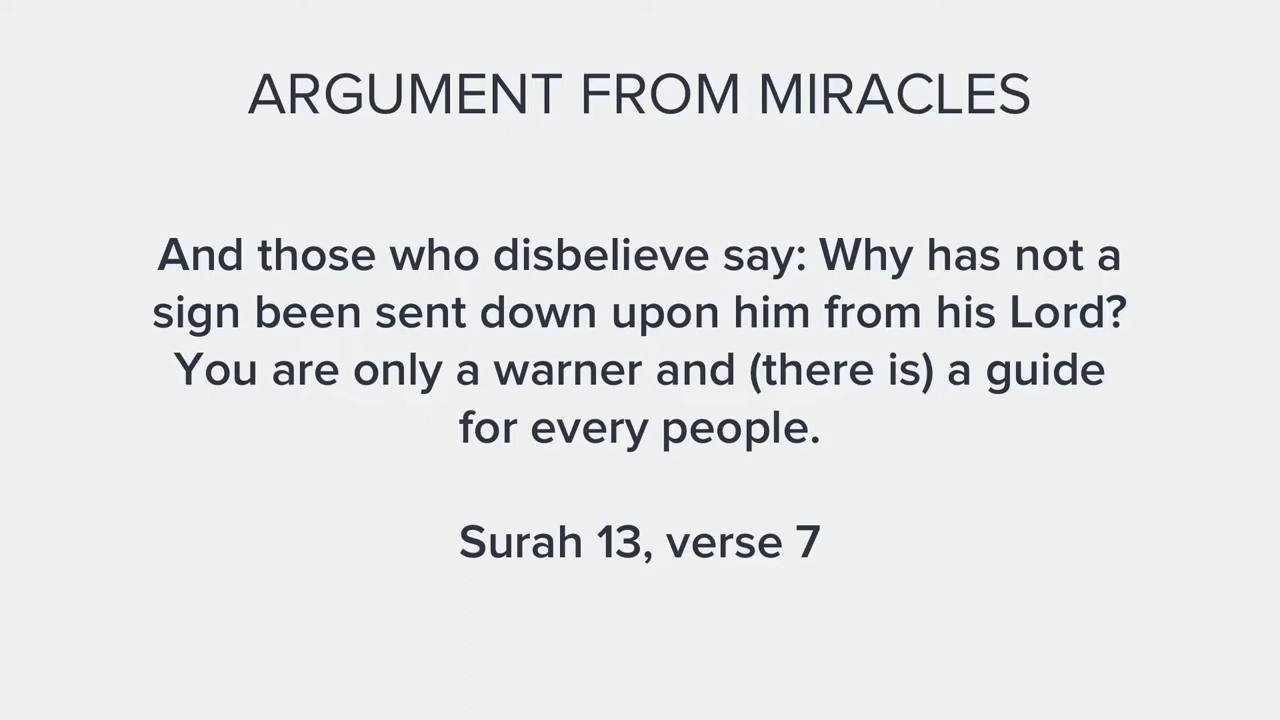 ARGUMENT FROM MIRACLES
And those who disbelieve say: Why has not a
sign been sent down upon him from his Lord?
You are only a warner and (there is) a guide
for every people.
Surah 13, verse 7